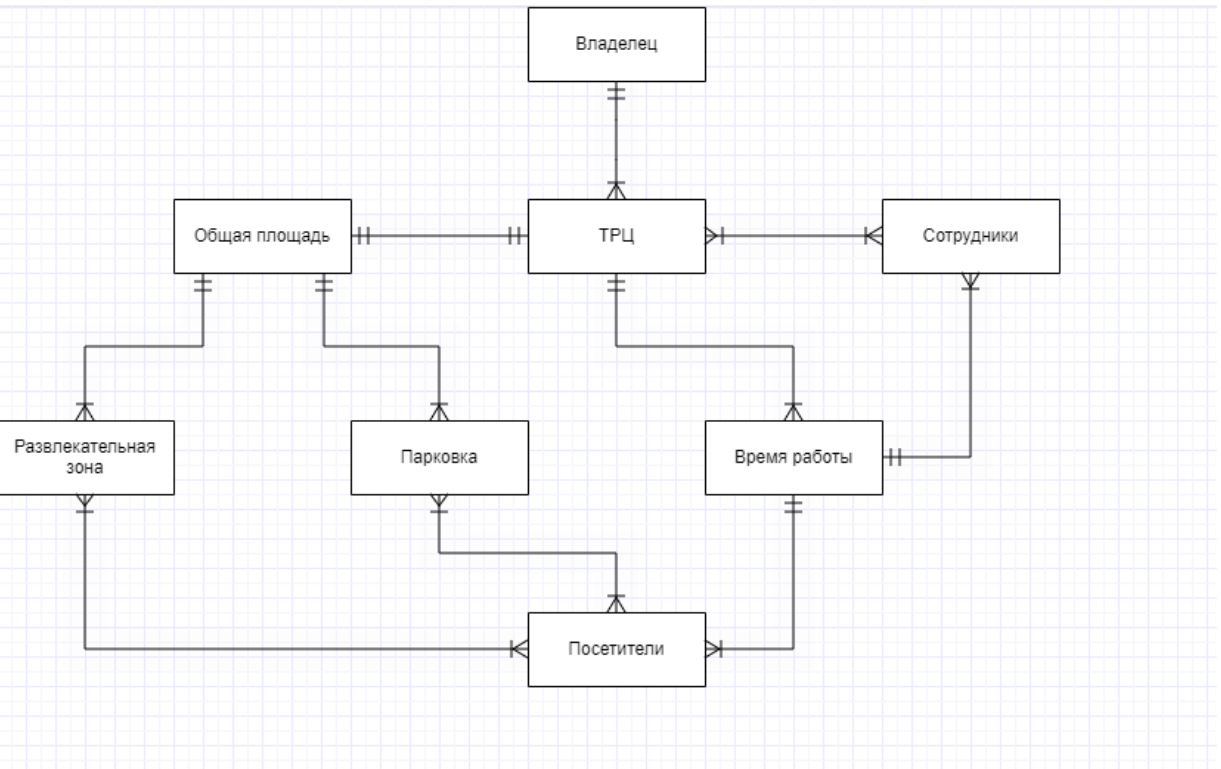 Владелец
Общая площадь
ТРЦ
Сотрудники
Развлекательная
зона
Парковка
Время работы
Посетители